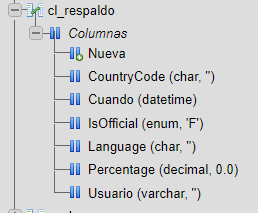 cl_respaldo
Columnas
Nueva
CountryCode (char, '')
Cuando (datetime)
IsOfficial (enum, 'F')
Language (char, '')
Percentage (decimal, 0.0)
Usuario (varchar, '')